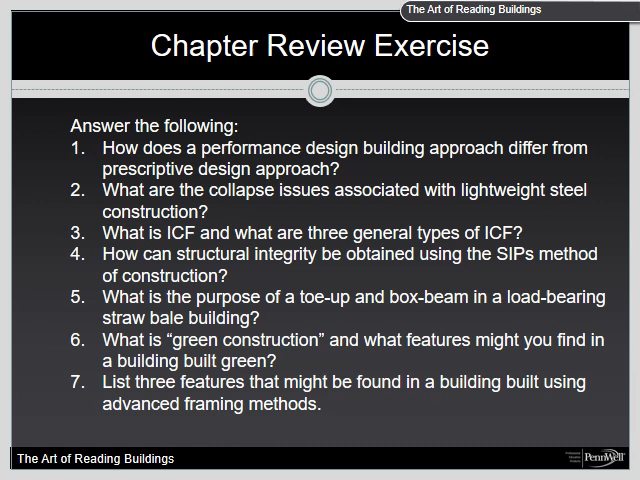 The Art of Reading Buildings
Chapter Review Exercise
Answer the following:
1. How does a performance design building approach differ from
prescriptive design approach?
2. What are the collapse issues associated with lightweight steel
construction?
3. What is ICF and what are three general types of ICF?
4. How can structural integrity be obtained using the SIPs method
of construction?
5. What is the purpose of a toe-up and box-beam in a load-bearing
straw bale building?
6. What is “green construction” and what features might you find in
a building built green?
7. List three features that might be found in a building built using
advanced framing methods.
The Art of Reading Buildings
PennWell